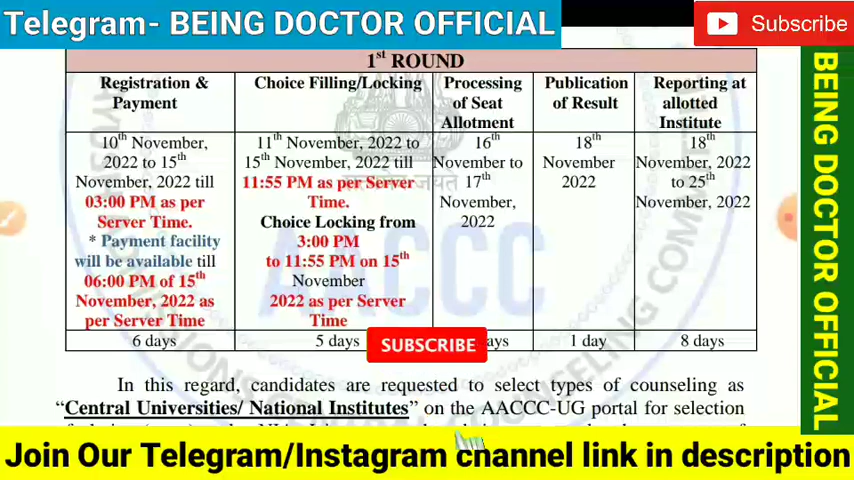 Telegram- BEING DOCTOR OFFICIAL
Subscribe
1st ROUND
Registration & Payment
Choice Filling/Locking
Processing of Seat Allotment
Publication of Result
Reporting at allotted Institute
10th November,
2022 to 15th
November, 2022 till
03:00 PM as per
Server Time.
* Payment facility
will be available till
06:00 PM of 15th
November, 2022 as
per Server Time
11th November, 2022 to
15th November, 2022 till
11:55 PM as per Server
Time.
Choice Locking from
3:00 PM
to 11:55 PM on 15th
November
2022 as per Server
Time
16th
November to
17th
November,
2022
18th
November
2022
18th
November, 2022
to 25th
November, 2022
6 days
5 days
1 day
8 days
SUBSCRIBE
AACCC
In this regard, candidates are requested to select types of counseling as
“Central Universities/ National Institutes” on the AACCC-UG portal for selection
BEING DOCTOR OFFICIAL
Join Our Telegram/Instagram channel link in description